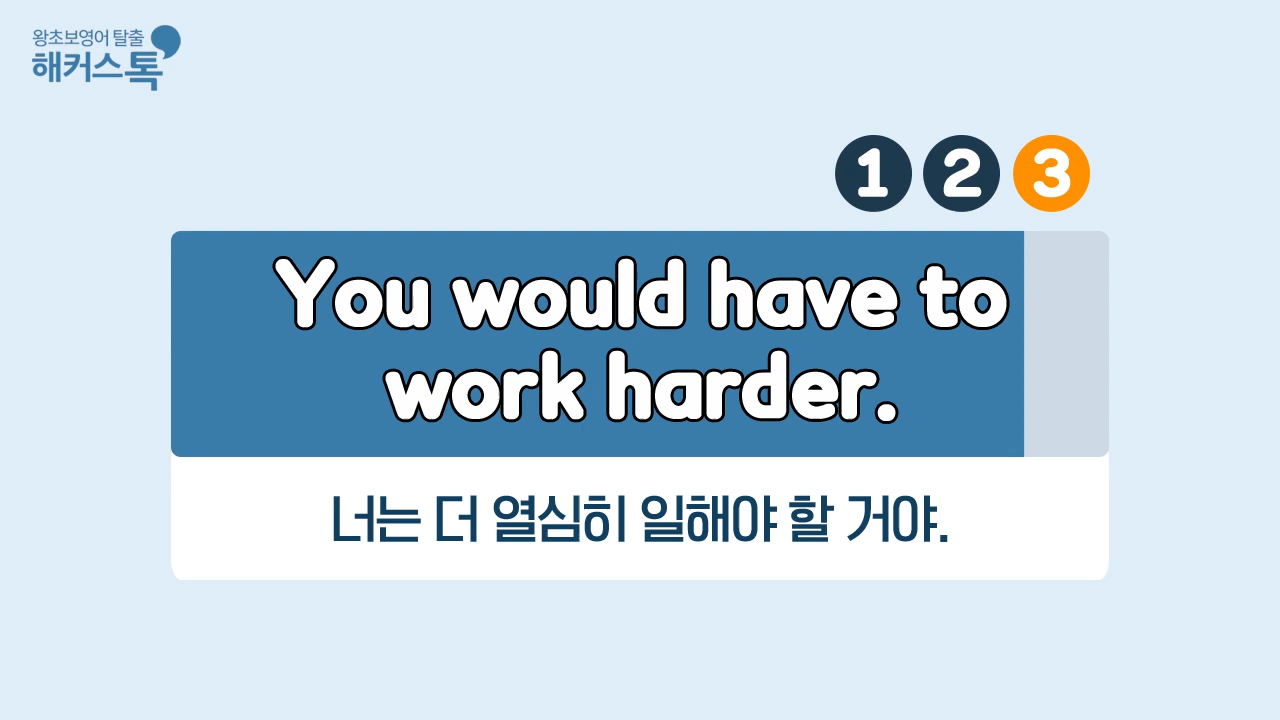 왕초보영어 탈출
해커스톡
1 2 3
You would have to
work harder.
너는 더 열심히 일해야 할 거야.